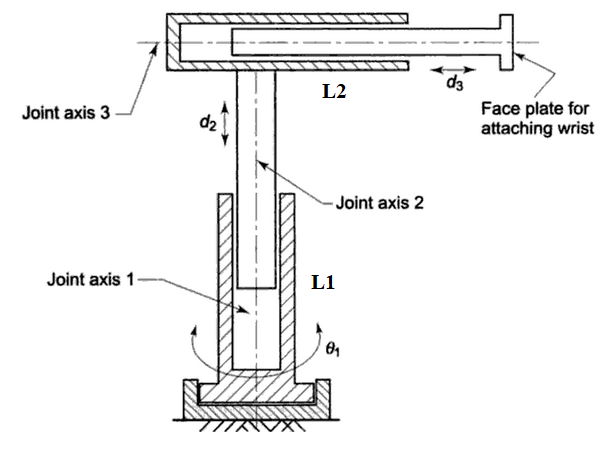 Joint axis 3
L2
d₃
Face plate for
attaching wrist
d₂
Joint axis 2
Joint axis 1
L1
θ₁